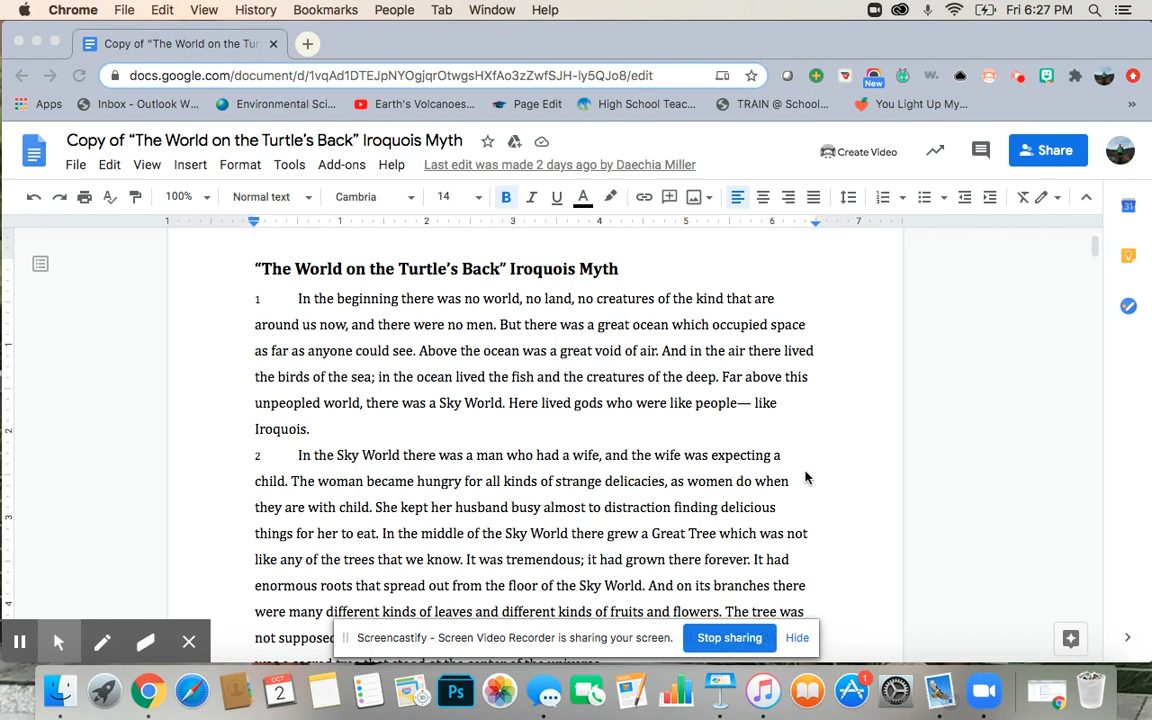 Chrome File Edit View History Bookmarks People Tab Window Help Fri 6:27 PM
Copy of “The World on the Tur
docs.google.com/document/d/1vqAd1DTEJpNYOgjqrOtwgsHXfAo3zZwfSJH-ly5QJo8/edit
New
Apps Inbox - Outlook W... Environmental Sci... Earth's Volcanoes... Page Edit High School Teac... TRAIN @ School... You Light Up My... »
Copy of “The World on the Turtle’s Back” Iroquois Myth
Create Video Share
File Edit View Insert Format Tools Add-ons Help Last edit was made 2 days ago by Daechia Miller
100% Normal text Cambria 14 B I U A
1 1 2 3 4 5 6 7
“The World on the Turtle’s Back” Iroquois Myth
1 In the beginning there was no world, no land, no creatures of the kind that are
around us now, and there were no men. But there was a great ocean which occupied space
as far as anyone could see. Above the ocean was a great void of air. And in the air there lived
the birds of the sea; in the ocean lived the fish and the creatures of the deep. Far above this
unpeopled world, there was a Sky World. Here lived gods who were like people— like
Iroquois.
2 In the Sky World there was a man who had a wife, and the wife was expecting a
child. The woman became hungry for all kinds of strange delicacies, as women do when
they are with child. She kept her husband busy almost to distraction finding delicious
things for her to eat. In the middle of the Sky World there grew a Great Tree which was not
like any of the trees that we know. It was tremendous; it had grown there forever. It had
enormous roots that spread out from the floor of the Sky World. And on its branches there
were many different kinds of leaves and different kinds of fruits and flowers. The tree was
not supposed
Screencastify - Screen Video Recorder is sharing your screen. Stop sharing Hide
OCT 2 Ps 1